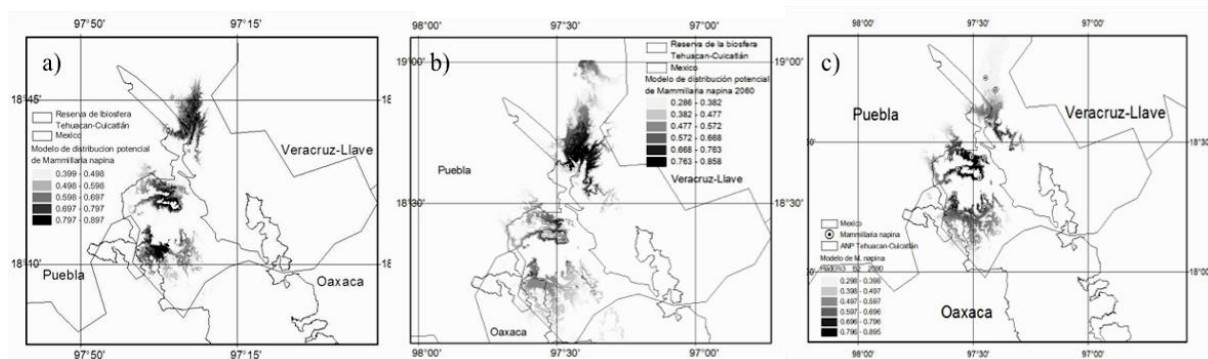 97°50' 97°15'
a)
18°45'
Reserva de lbiosfera
Tehuacan-Cuicatlán
Mexico
Modelo de distribucion potencial
de Mammilaria napina
0.399 - 0.498
0.498 - 0.598
0.598 - 0.697
0.697 - 0.797
0.797 - 0.897
Veracruz-Llave
18°10'
Puebla
Oaxaca
97°50' 97°15'
98°00' 97°30' 97°00'
19°00' 19°00'
b)
Reserva de la biosfera
Tehuacan-Cuicatlán
Mexico
Modelo de distribución potencial
de Mammillaria napina 2060
0.286 - 0.382
0.382 - 0.477
0.477 - 0.572
0.572 - 0.668
0.668 - 0.763
0.763 - 0.858
Puebla
Veracruz-Llave
18°30' 18°30'
Oaxaca
98°00' 97°30' 97°00'
98°00' 97°30' 97°00'
c)
Puebla
Veracruz-Llave
18°30'
Mexico
Mammillaria napina
ANP Tehuacan-Cuicatlán
Modelo de M. napina
B2 2060
0.298 - 0.398
0.398 - 0.497
0.497 - 0.597
0.597 - 0.696
0.696 - 0.796
0.796 - 0.895
18°00'
Oaxaca
98°00' 97°30' 97°00'